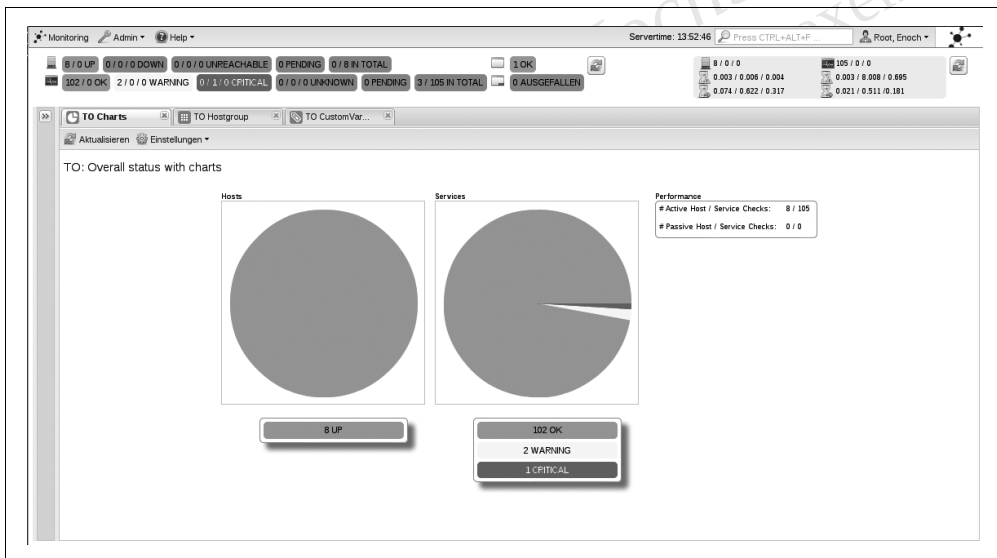 Monitoring Admin Help Servertime: 13:52:46 Press CTRL+ALT+F ... Root, Enoch
8 / 0 UP 0 / 0 / 0 DOWN 0 / 0 / 0 UNREACHABLE 0 PENDING 0 / 8 IN TOTAL 1 OK 8 / 0 / 0 105 / 0 / 0
0.003 / 0.006 / 0.004 0.003 / 8.008 / 0.695
102 / 0 OK 2 / 0 / 0 WARNING 0 / 1 / 0 CRITICAL 0 / 0 / 0 UNKNOWN 0 PENDING 3 / 105 IN TOTAL 0 AUSGEFALLEN
0.074 / 0.622 / 0.317 0.021 / 0.511 /0.181
TO Charts TO Hostgroup TO CustomVar...
Aktualisieren Einstellungen
TO: Overall status with charts
Hosts Services Performance
# Active Host / Service Checks: 8 / 105
# Passive Host / Service Checks: 0 / 0
8 UP
102 OK
2 WARNING
1 CRITICAL